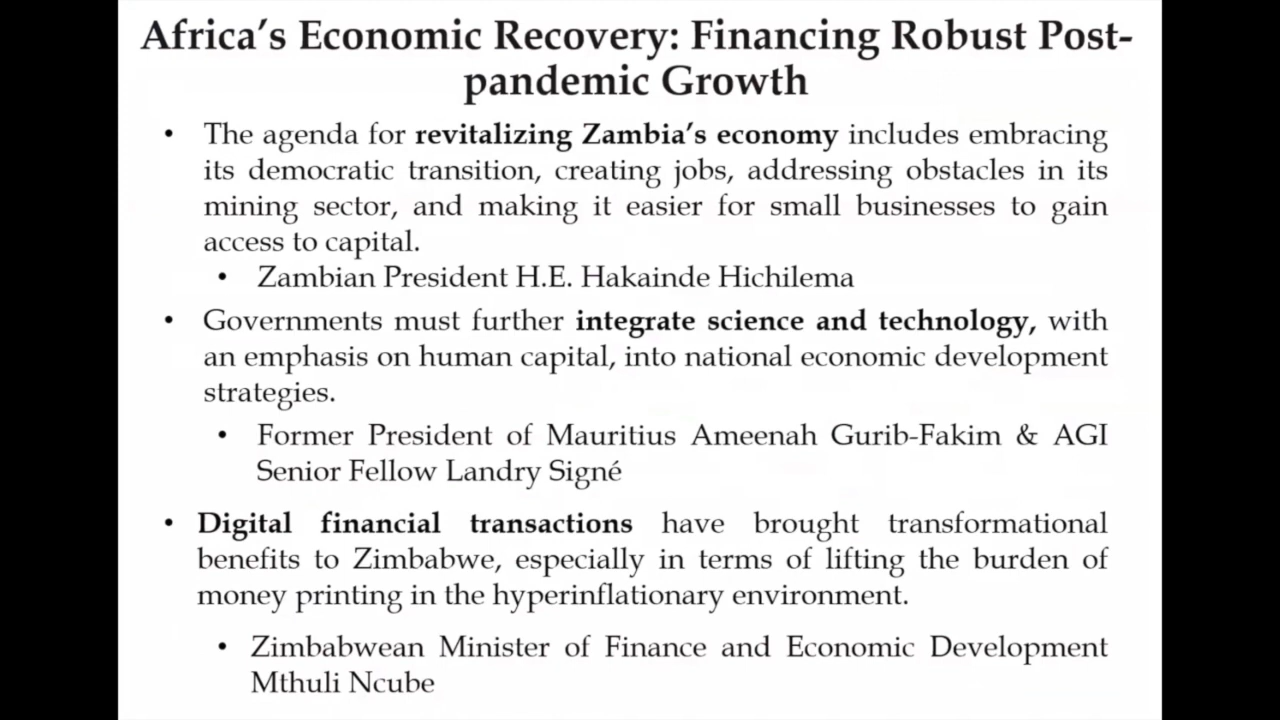 Africa's Economic Recovery: Financing Robust Post-
pandemic Growth
• The agenda for revitalizing Zambia's economy includes embracing
its democratic transition, creating jobs, addressing obstacles in its
mining sector, and making it easier for small businesses to gain
access to capital.
• Zambian President H.E. Hakainde Hichilema
• Governments must further integrate science and technology, with
an emphasis on human capital, into national economic development
strategies.
• Former President of Mauritius Ameenah Gurib-Fakim & AGI
Senior Fellow Landry Signé
• Digital financial transactions have brought transformational
benefits to Zimbabwe, especially in terms of lifting the burden of
money printing in the hyperinflationary environment.
• Zimbabwean Minister of Finance and Economic Development
Mthuli Ncube